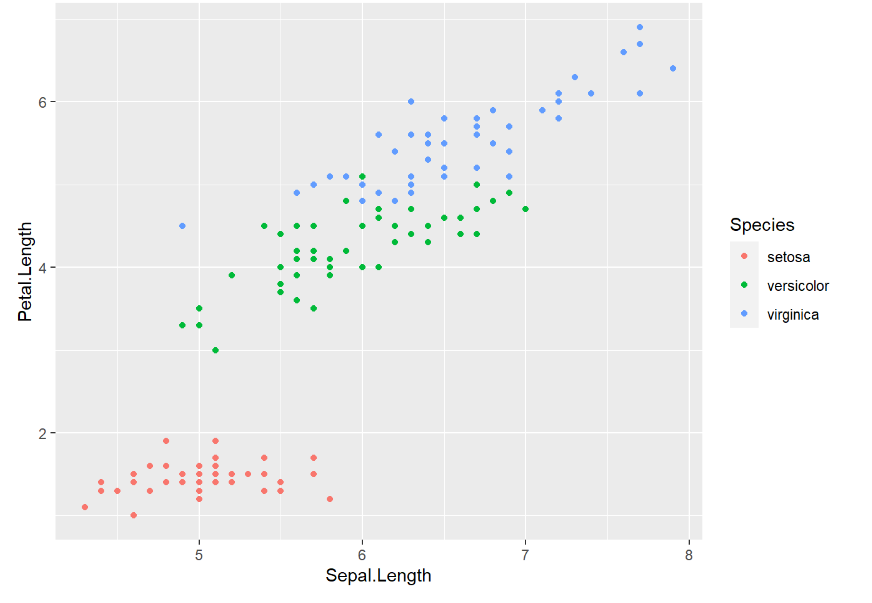 6
4
2
Petal.Length
5 6 7 8
Sepal.Length
Species
setosa
versicolor
virginica